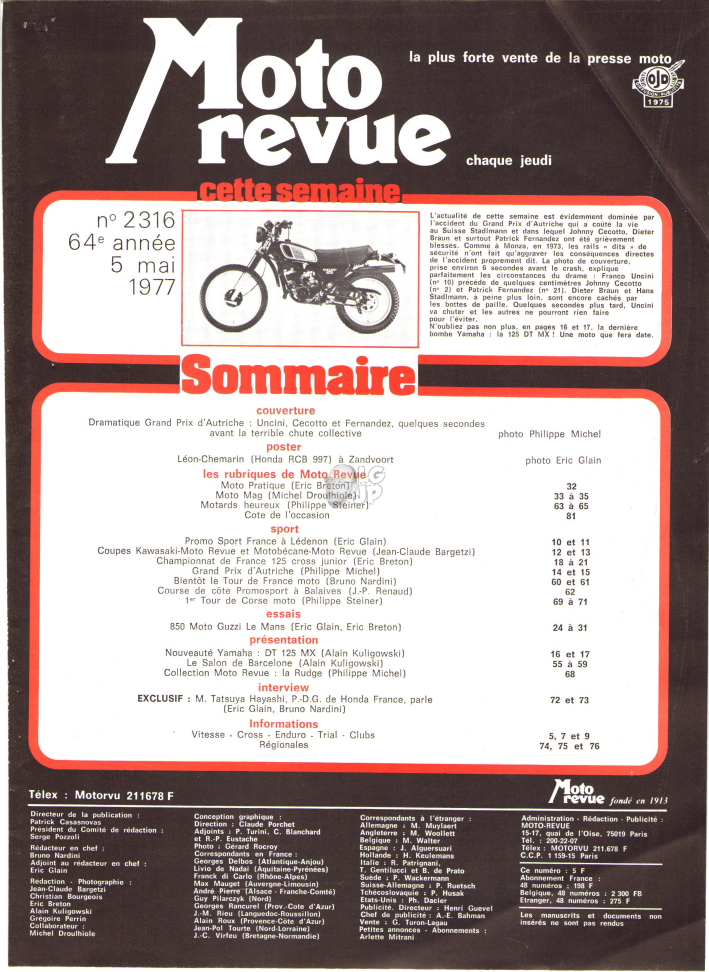 la plus forte vente de la presse moto
Moto
revue
OJD
1975
chaque jeudi
cette semaine
nº 2316
64e année
5 mai
1977
L'actualité de cette semaine est évidemment dominée par
l'accident du Grand Prix d'Autriche qui a coûté la vie
au Suisse Stadlmann et dans lequel Johnny Cecotto, Dieter
Braun et surtout Patrick Fernandez ont été grièvement
blessés. Comme à Monza, en 1973, les rails « dits » de
sécurité n'ont fait qu'aggraver les conséquences directes
de l'accident proprement dit. La photo de couverture,
prise environ 6 secondes avant le crash, explique
parfaitement les circonstances du drame : Franco Uncini
(nº 10) précède de quelques centimètres Johnny Cecotto
(nº 2) et Patrick Fernandez (nº 21). Dieter Braun et Hans
Stadlmann, à peine plus loin, sont encore cachés par
les bottes de paille. Quelques secondes plus tard, Uncini
va chuter et les autres ne pourront rien faire
pour l'éviter.
N'oubliez pas non plus, en pages 16 et 17, la dernière
bombe Yamaha : la 125 DT MX ! Une moto que fera date.
Sommaire
couverture
Dramatique Grand Prix d'Autriche : Uncini, Cecotto et Fernandez, quelques secondes
avant la terrible chute collective photo Philippe Michel
poster
Léon-Chemarin (Honda RCB 997) à Zandvoort photo Eric Glain
les rubriques de Moto Revue
Moto Pratique (Eric Breton) 32
Moto Mag (Michel Droulhiole) 33 à 35
Motards heureux (Philippe Steiner) 63 à 65
Cote de l'occasion 81
sport
Promo Sport France à Lédenon (Eric Glain) 10 et 11
Coupes Kawasaki-Moto Revue et Motobécane-Moto Revue (Jean-Claude Bargetzi) 12 et 13
Championnat de France 125 cross junior (Eric Breton) 18 à 21
Grand Prix d'Autriche (Philippe Michel) 14 et 15
Bientôt le Tour de France moto (Bruno Nardini) 60 et 61
Course de côte Promosport à Balaives (J.-P. Renaud) 62
1er Tour de Corse moto (Philippe Steiner) 69 à 71
essais
850 Moto Guzzi Le Mans (Eric Glain, Eric Breton) 24 à 31
présentation
Nouveauté Yamaha : DT 125 MX (Alain Kuligowski) 16 et 17
Le Salon de Barcelone (Alain Kuligowski) 55 à 59
Collection Moto Revue : la Rudge (Philippe Michel) 68
interview
EXCLUSIF : M. Tatsuya Hayashi, P.-D.G. de Honda France, parle 72 et 73
(Eric Glain, Bruno Nardini)
Informations
Vitesse - Cross - Enduro - Trial - Clubs 5, 7 et 9
Régionales 74, 75 et 76
Télex : Motorvu 211678 F
Moto
revue fondé en 1913
Directeur de la publication :
Patrick Casasnovas
Président du Comité de rédaction :
Serge Pozzoli
Rédacteur en chef :
Bruno Nardini
Adjoint au rédacteur en chef :
Eric Glain
Rédaction - Photographie :
Jean-Claude Bargetzi
Christian Bourgeois
Eric Breton
Alain Kuligowski
Grégoire Perrin
Collaborateur :
Michel Droulhiole
Conception graphique :
Direction : Claude Porchet
Adjoints : P. Turini, C. Blanchard
et R.-P. Eustache
Photo : Gérard Rocroy
Correspondants en France :
Georges Delbos (Atlantique-Anjou)
Livio de Nadai (Aquitaine-Pyrénées)
Franck di Carlo (Rhône-Alpes)
Max Mauget (Auvergne-Limousin)
André Pierre (Alsace - Franche-Comté)
Guy Pilarczyk (Nord)
Georges Rancurel (Prov.-Cote d'Azur)
J.-M. Rieu (Languedoc-Roussillon)
Alain Roux (Provence-Côte d'Azur)
Jean-Pol Tourte (Nord-Lorraine)
J.-C. Virfeu (Bretagne-Normandie)
Correspondants à l'étranger :
Allemagne : M. Muylaert
Angleterre : M. Woollett
Belgique : M. Walter
Espagne : J. Alguersuari
Hollande : H. Keulemans
Italie : R. Patrignani,
T. Gentilucci et B. de Prato
Suède : P. Wackermann
Suisse-Allemagne : P. Ruetsch
Tchécoslovaquie : P. Husak
Etats-Unis : Ph. Dacier
Publicité. Directeur : Henri Guevel
Chef de publicité : A.-E. Bahman
Vente : G. Turon-Lagau
Petites annonces - Abonnements :
Arlette Mitrani
Administration - Rédaction - Publicité :
MOTO-REVUE
15-17, quai de l'Oise, 75019 Paris
Tél. : 200-22-07
Télex : MOTORVU 211.678 F
C.C.P. 1 159-15 Paris
Ce numéro : 5 F
Abonnement France :
48 numéros : 198 F
Belgique, 48 numéros : 2 300 FB
Etranger, 48 numéros : 275 F
Les manuscrits et documents non
insérés ne sont pas rendus